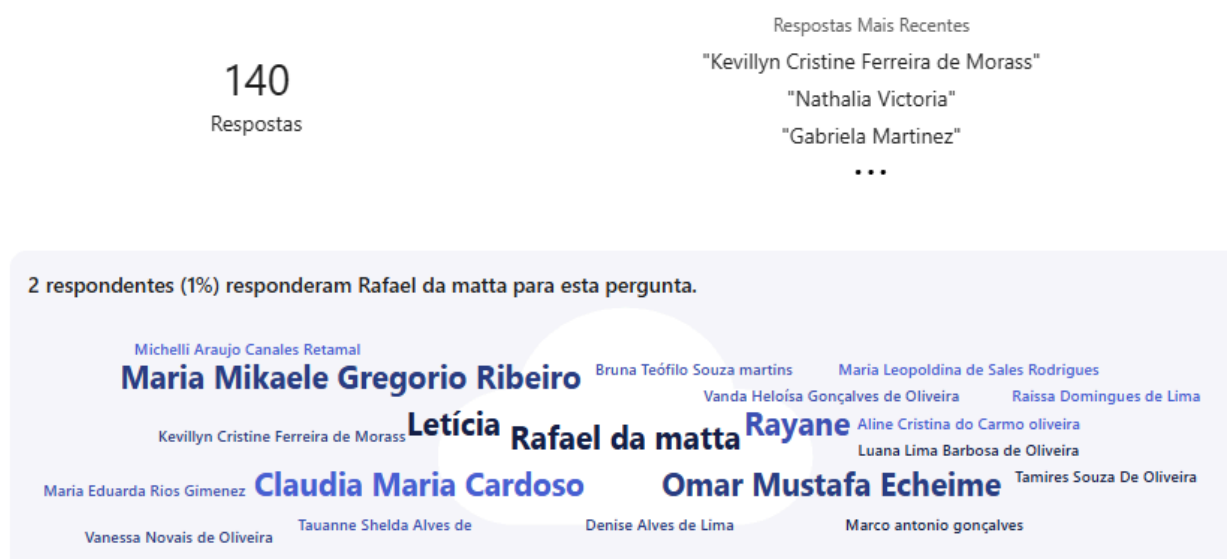 140
Respostas
Respostas Mais Recentes
"Kevillyn Cristine Ferreira de Morass"
"Nathalia Victoria"
"Gabriela Martinez"
...
2 respondentes (1%) responderam Rafael da matta para esta pergunta.
Michelli Araujo Canales Retamal
Maria Mikaele Gregorio Ribeiro
Bruna Teófilo Souza martins
Maria Leopoldina de Sales Rodrigues
Vanda Heloísa Gonçalves de Oliveira
Raissa Domingues de Lima
Kevillyn Cristine Ferreira de Morass
Letícia
Rafael da matta
Rayane
Aline Cristina do Carmo oliveira
Luana Lima Barbosa de Oliveira
Maria Eduarda Rios Gimenez
Claudia Maria Cardoso
Omar Mustafa Echeime
Tamires Souza De Oliveira
Vanessa Novais de Oliveira
Tauanne Shelda Alves de
Denise Alves de Lima
Marco antonio gonçalves